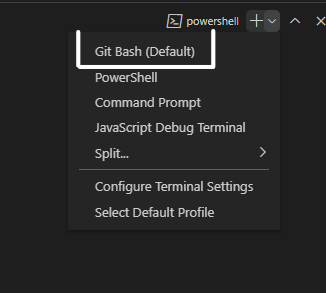 powershell
Git Bash (Default)
PowerShell
Command Prompt
JavaScript Debug Terminal
Split...
Configure Terminal Settings
Select Default Profile